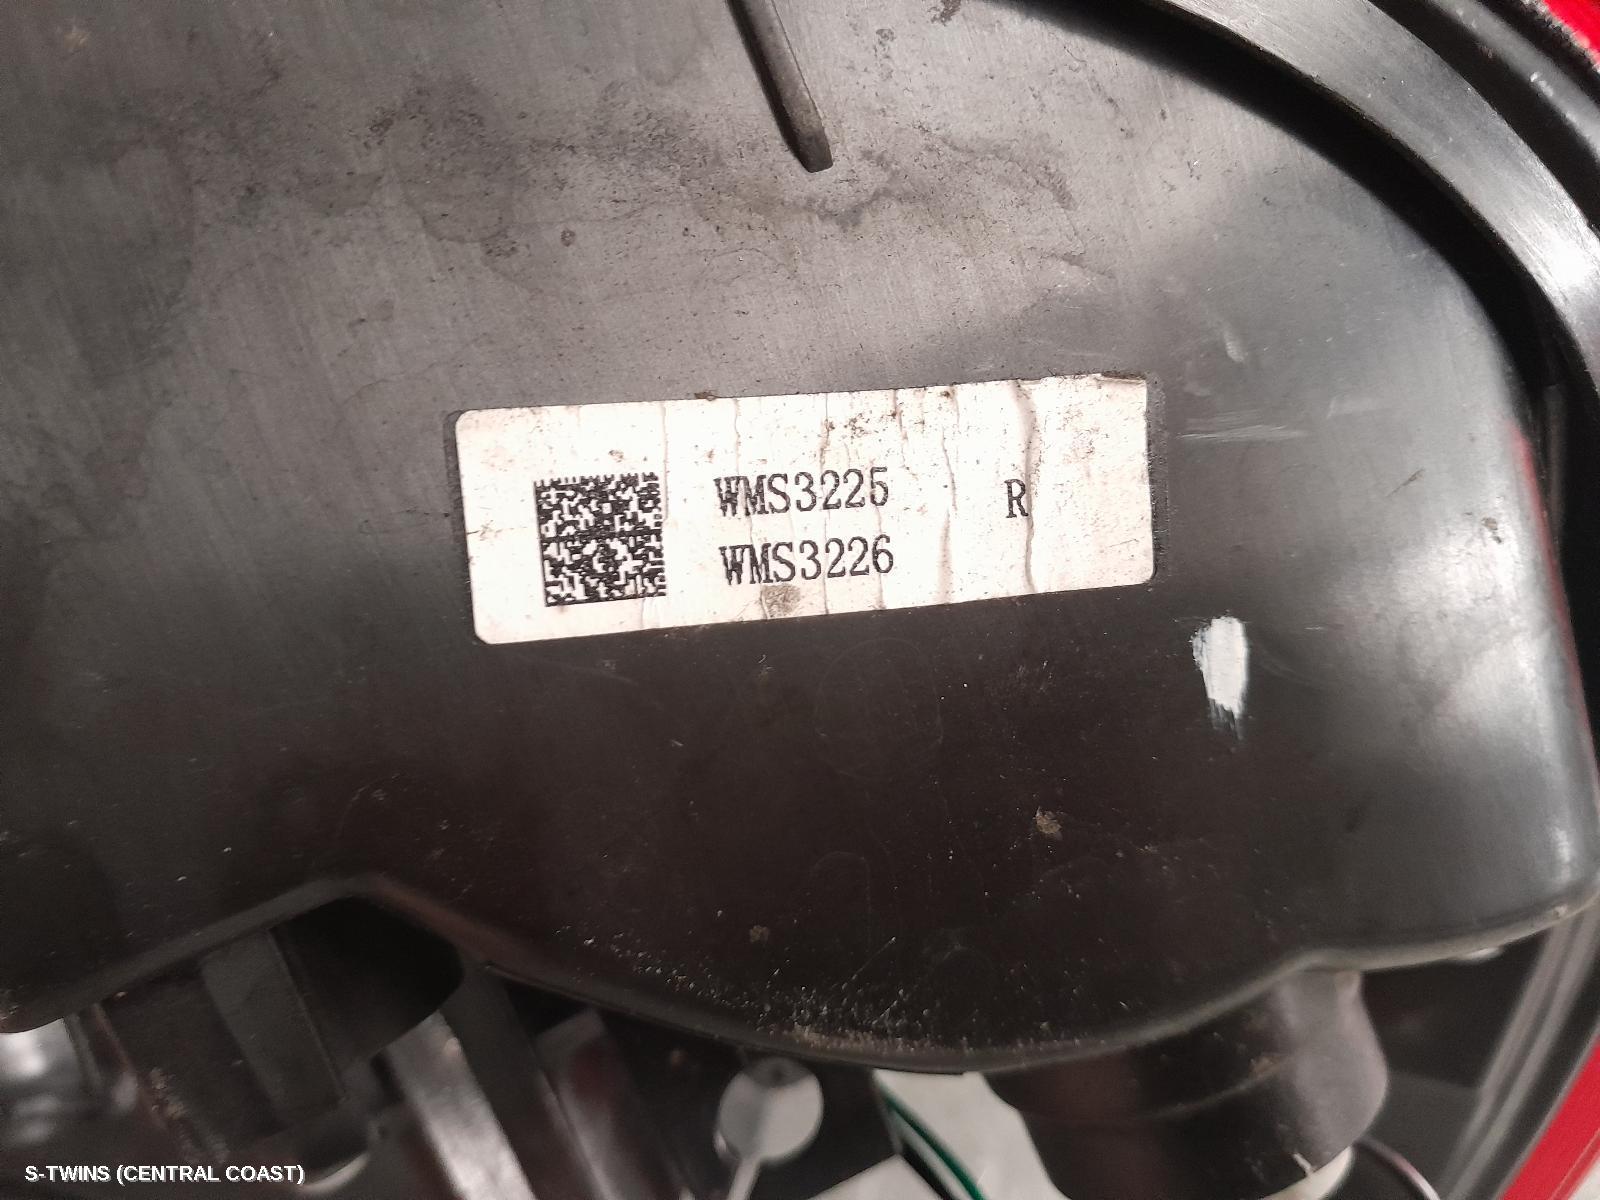 WMS3225 R
WMS3226
S-TWINS (CENTRAL COAST)